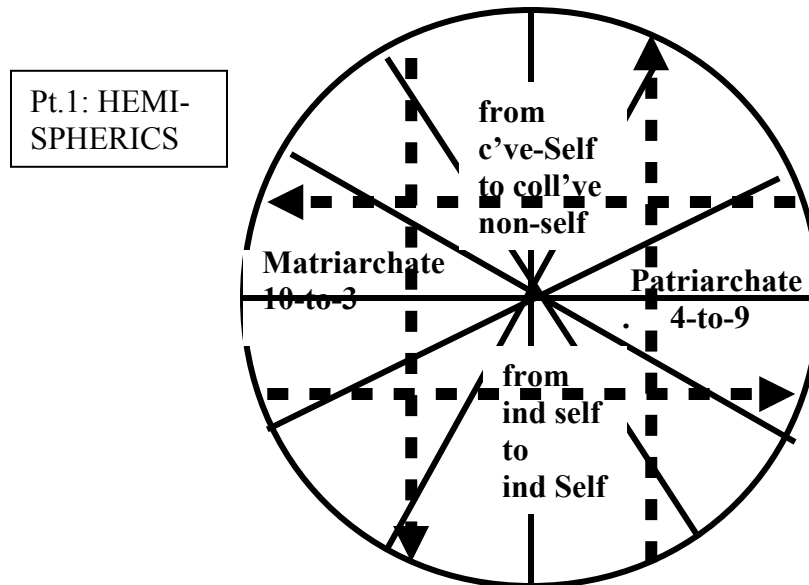 Pt.1: HEMI-
SPHERICS
from
c've-Self
to coll've
non-self
Matriarchate
10-to-3
Patriarchate
4-to-9
from
ind self
to
ind Self